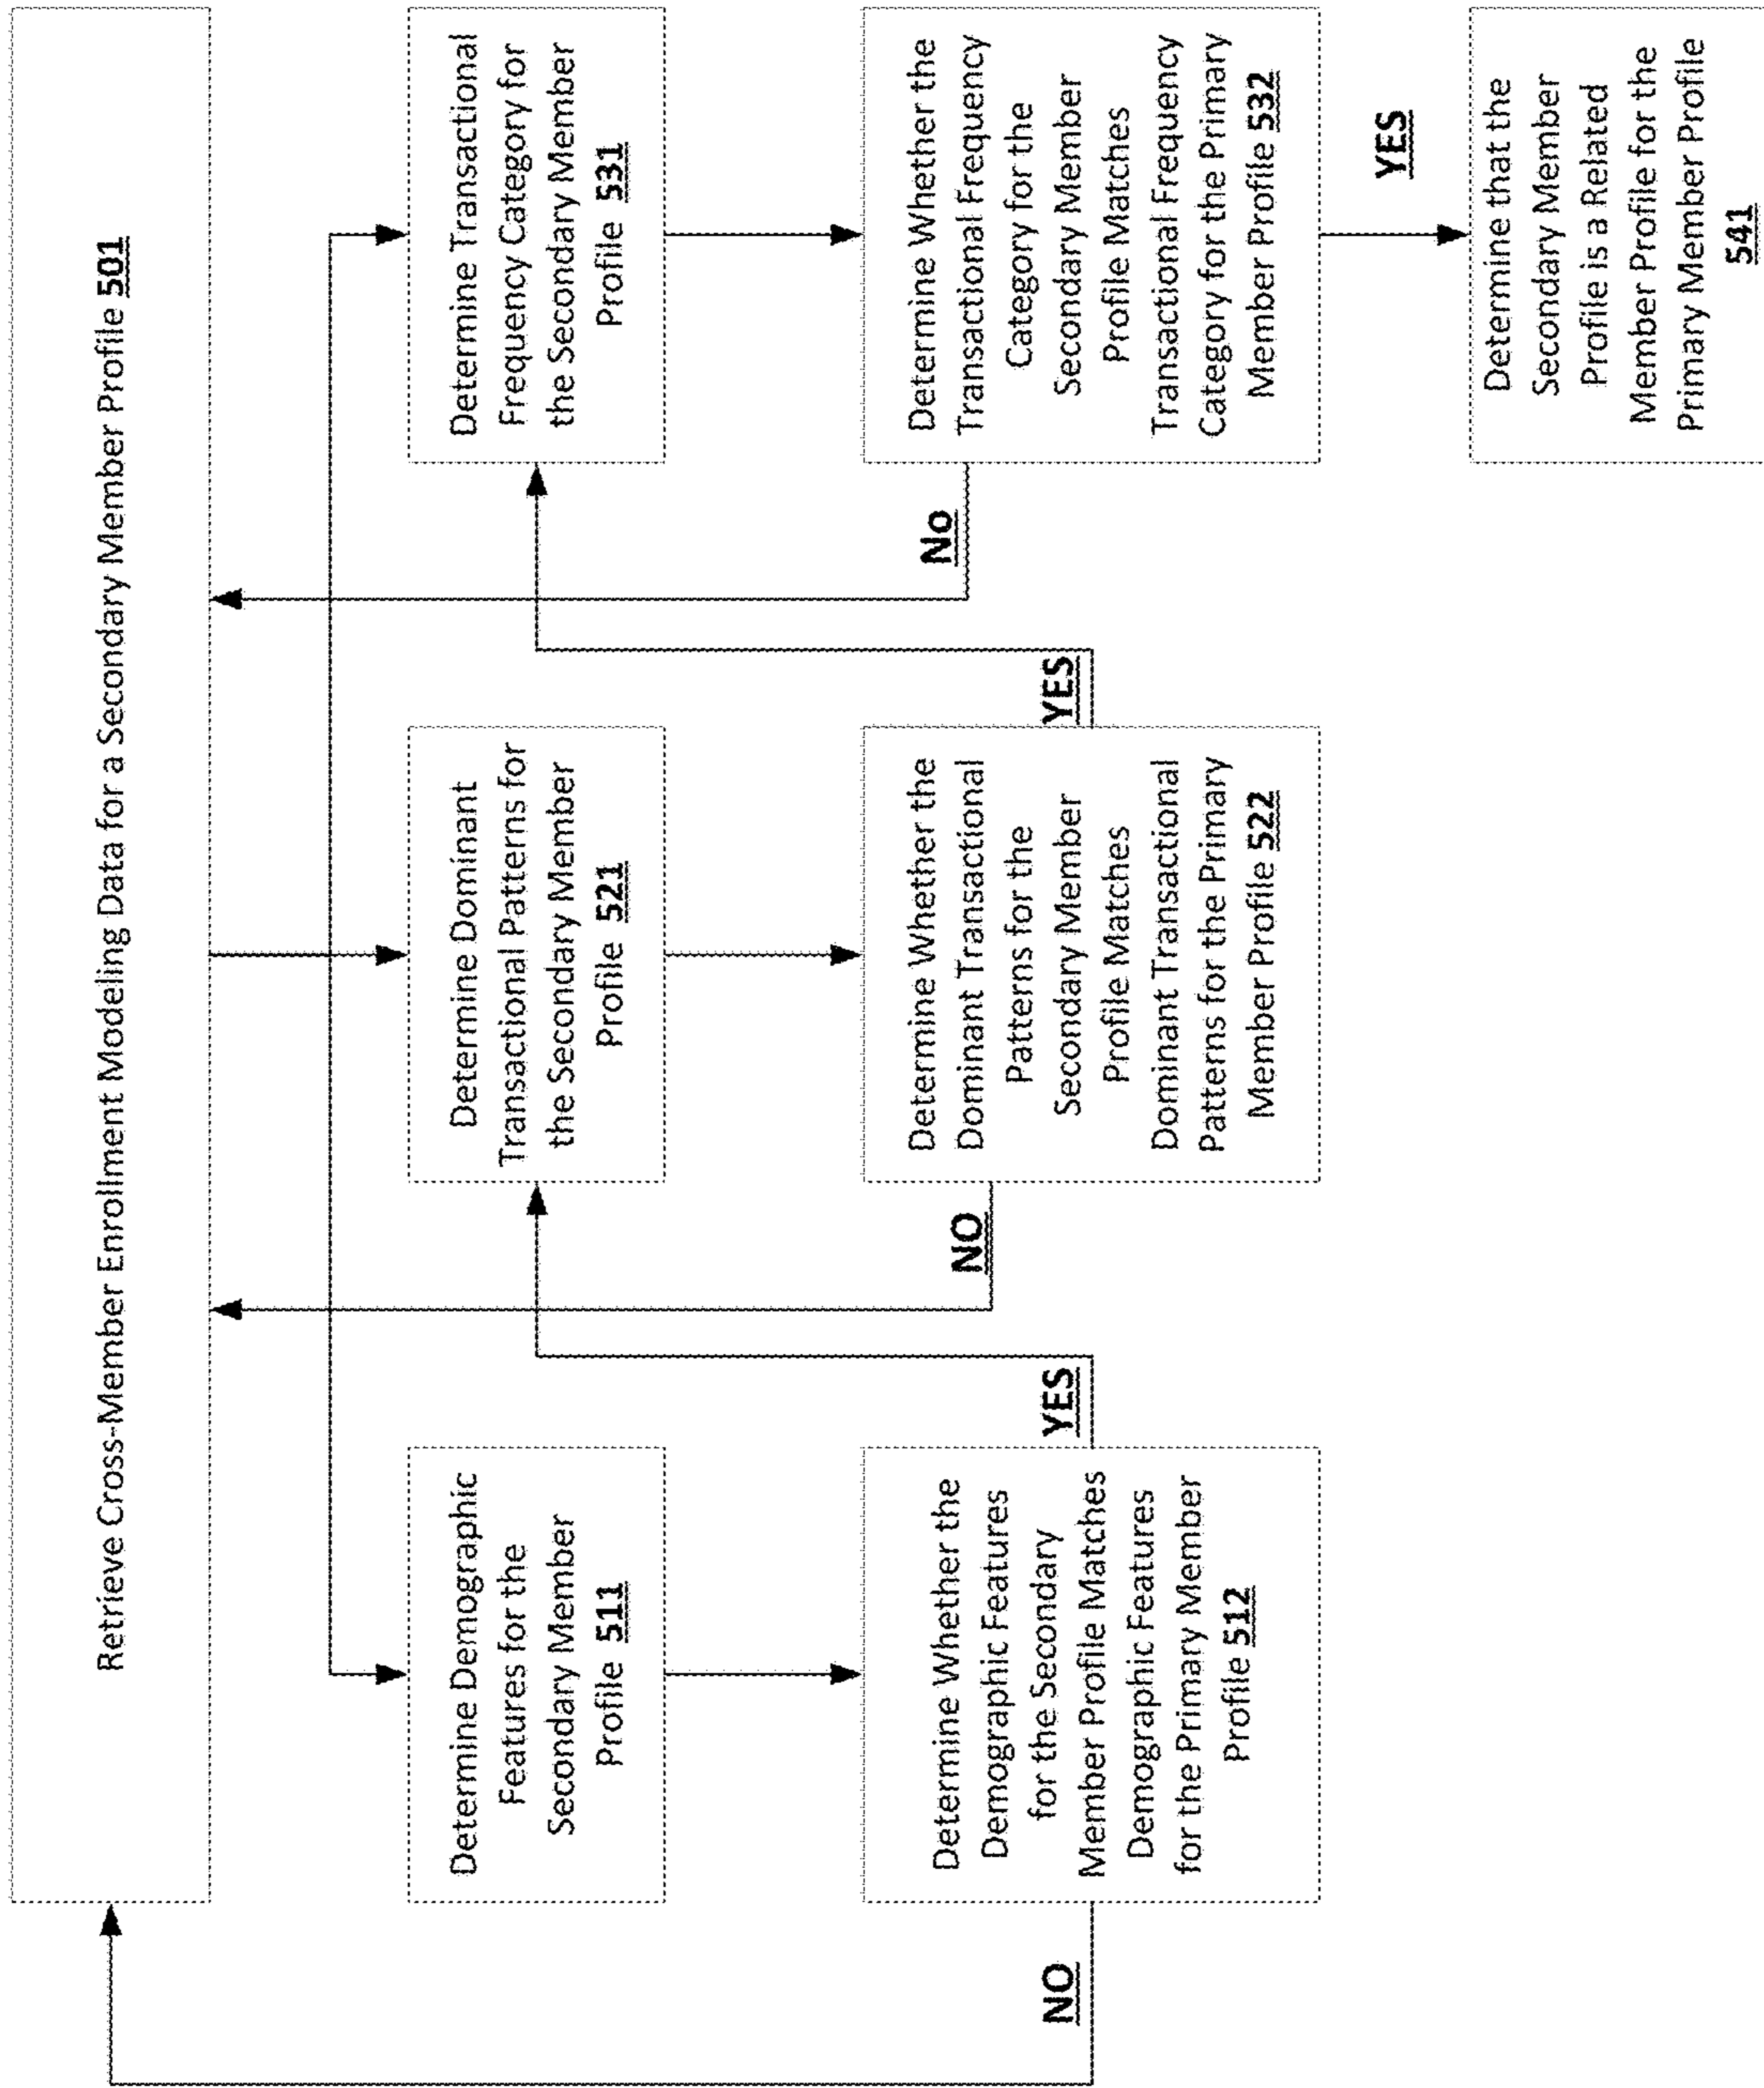 Retrieve Cross-Member Enrollment Modeling Data for a Secondary Member Profile 501
Determine Demographic
Features for the
Secondary Member
Profile 511
Determine Whether the
Demographic Features
for the Secondary
Member Profile Matches
Demographic Features
for the Primary Member
Profile 512
NO
YES
Determine Dominant
Transactional Patterns for
the Secondary Member
Profile 521
Determine Whether the
Dominant Transactional
Patterns for the
Secondary Member
Profile Matches
Dominant Transactional
Patterns for the Primary
Member Profile 522
NO
YES
Determine Transactional
Frequency Category for
the Secondary Member
Profile 531
Determine Whether the
Transactional Frequency
Category for the
Secondary Member
Profile Matches
Transactional Frequency
Category for the Primary
Member Profile 532
No
YES
Determine that the
Secondary Member
Profile is a Related
Member Profile for the
Primary Member Profile
541